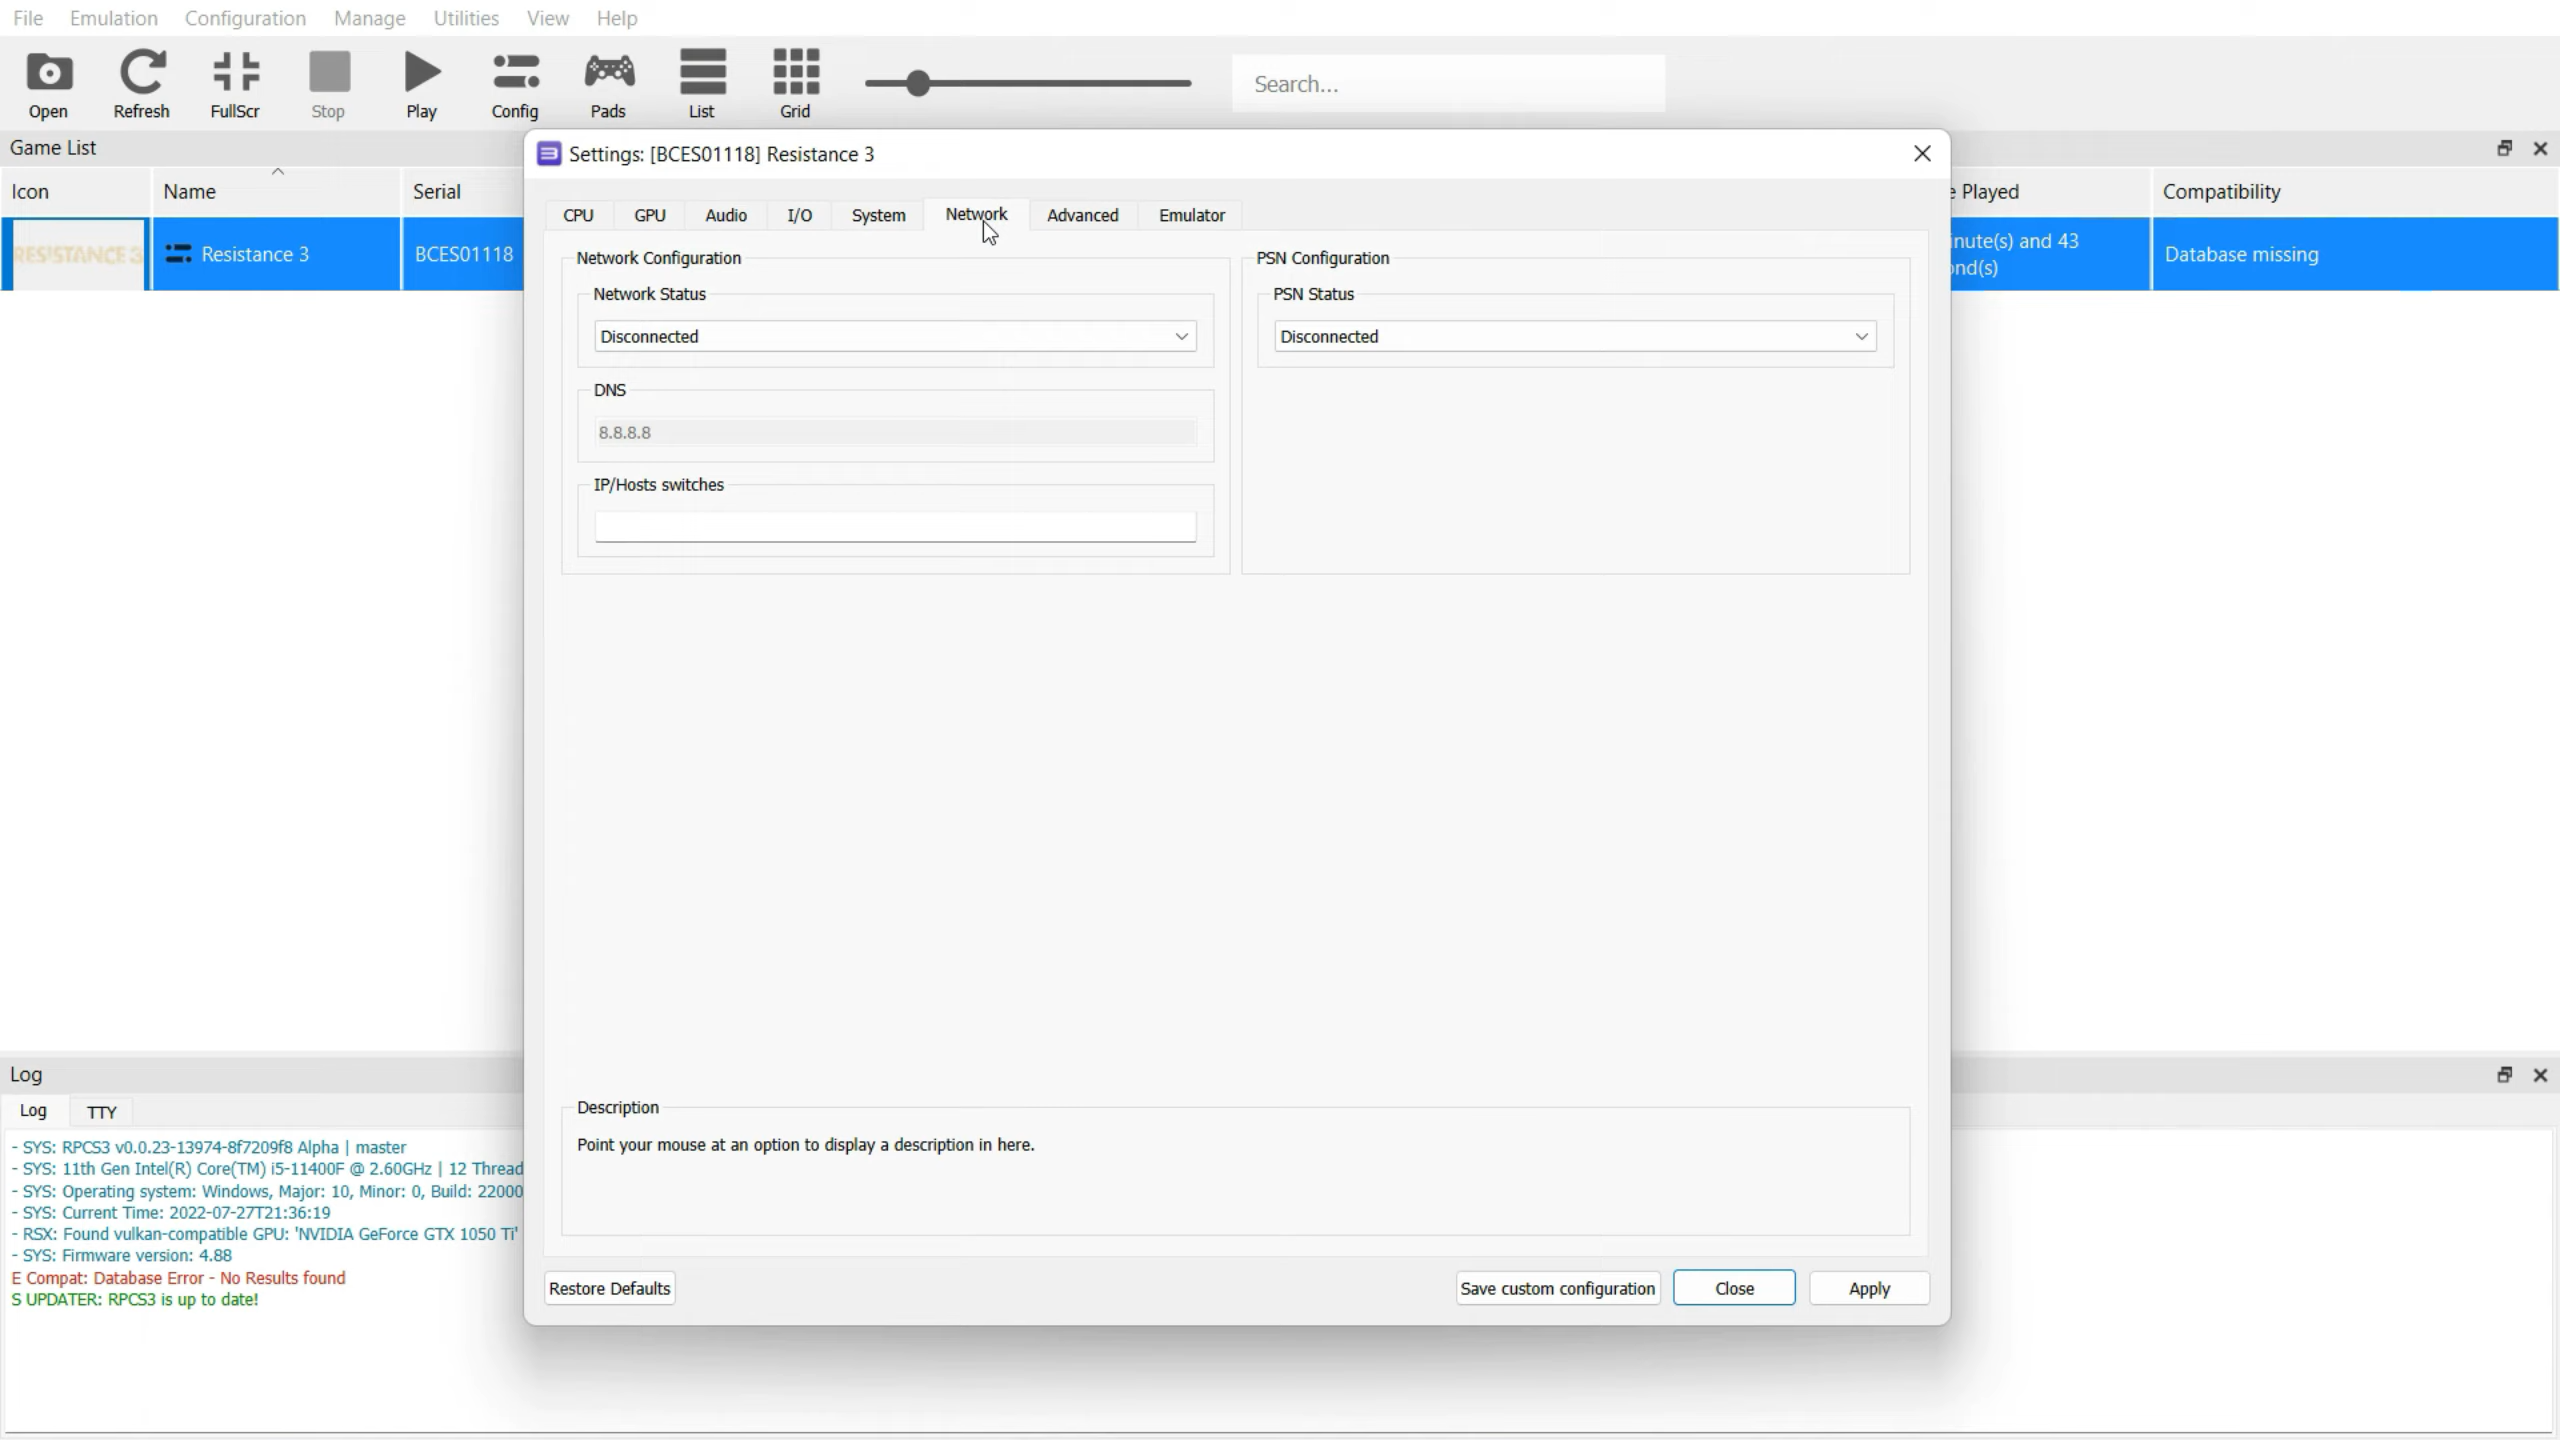 File Emulation Configuration Manage Utilities View Help
Open Refresh FullScr Stop Play Config Pads List Grid
Search...
Game List
Icon Name Serial
e Played Compatibility
RESISTANCE 3
Resistance 3 BCES01118
inute(s) and 43
ond(s)
Database missing
Settings: [BCES01118] Resistance 3
CPU GPU Audio I/O System Network Advanced Emulator
Network Configuration
Network Status
Disconnected
DNS
8.8.8.8
IP/Hosts switches
PSN Configuration
PSN Status
Disconnected
Description
Point your mouse at an option to display a description in here.
Restore Defaults Save custom configuration Close Apply
Log
Log TTY
- SYS: RPCS3 v0.0.23-13974-8f7209f8 Alpha | master
- SYS: 11th Gen Intel(R) Core(TM) i5-11400F @ 2.60GHz | 12 Thread
- SYS: Operating system: Windows, Major: 10, Minor: 0, Build: 22000
- SYS: Current Time: 2022-07-27T21:36:19
- RSX: Found vulkan-compatible GPU: 'NVIDIA GeForce GTX 1050 Ti'
- SYS: Firmware version: 4.88
E Compat: Database Error - No Results found
S UPDATER: RPCS3 is up to date!